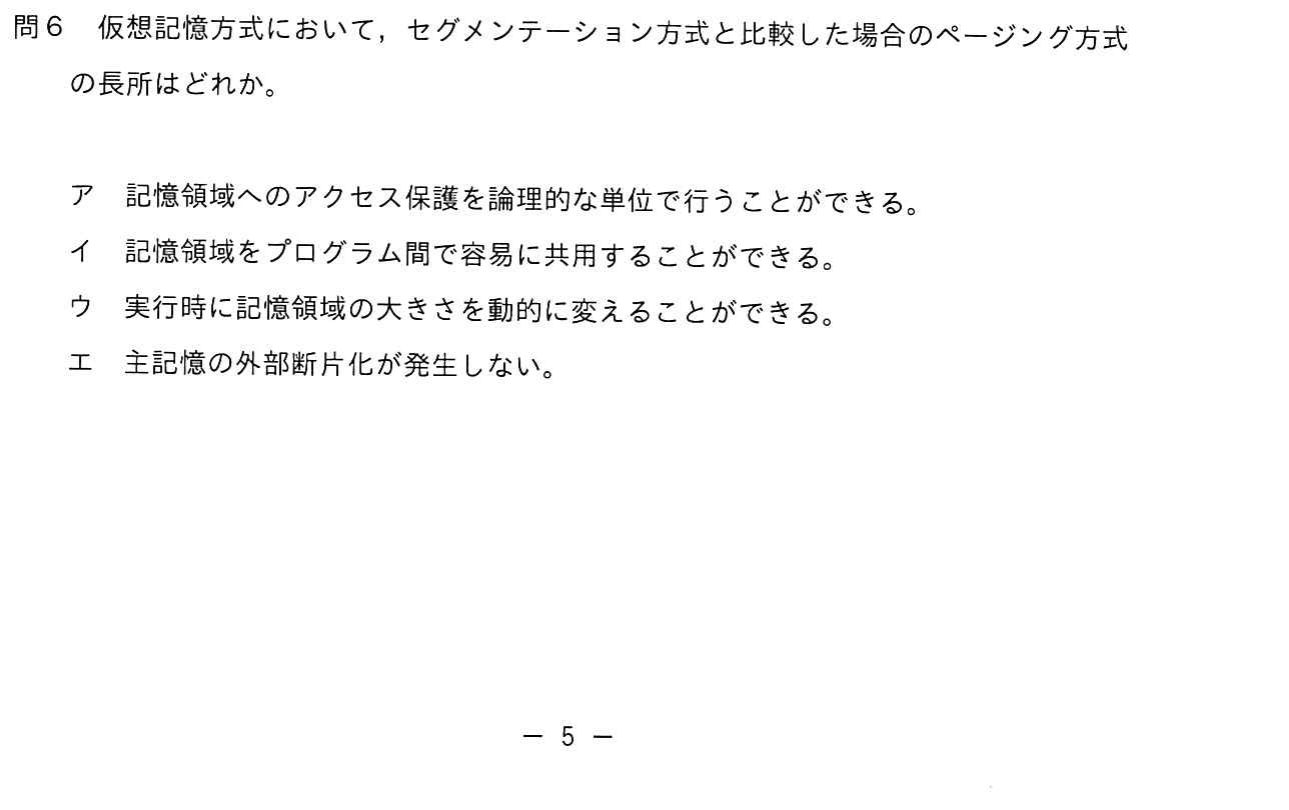 問6 仮想記憶方式において，セグメンテーション方式と比較した場合のページング方式
の長所はどれか。
ア 記憶領域へのアクセス保護を論理的な単位で行うことができる。
イ 記憶領域をプログラム間で容易に共用することができる。
ウ 実行時に記憶領域の大きさを動的に変えることができる。
エ 主記憶の外部断片化が発生しない。
― 5 ―